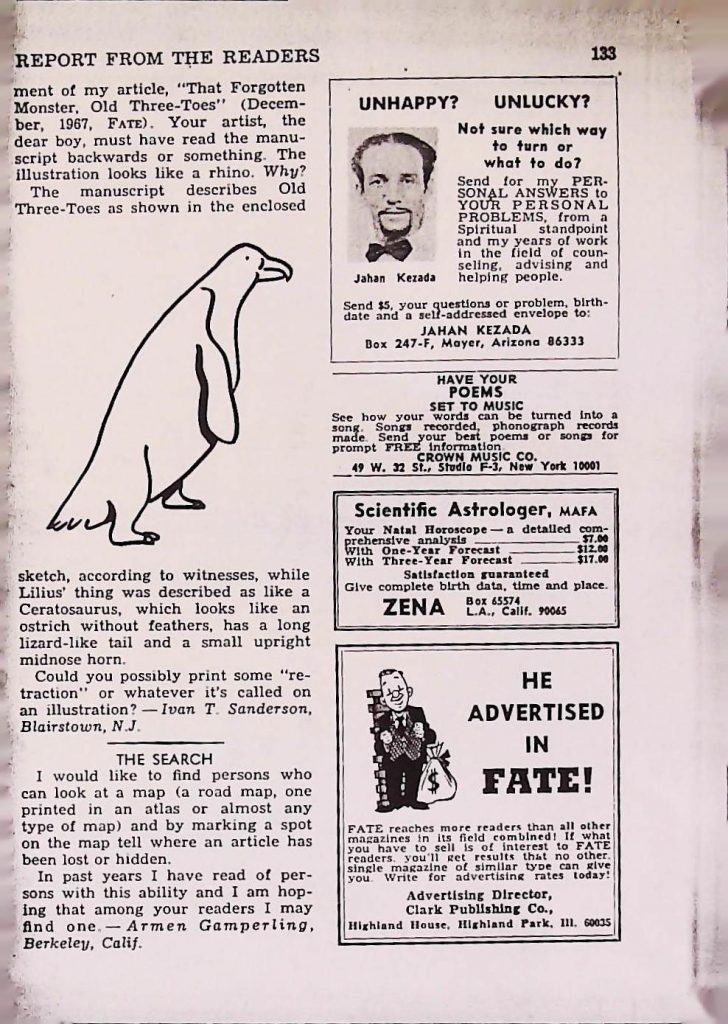 REPORT FROM THE READERS
133
ment of my article, "That Forgotten
Monster, Old Three-Toes" (Decem-
ber, 1967, FATE). Your artist, the
dear boy, must have read the manu-
script backwards or something. The
illustration looks like a rhino. Why?
The manuscript describes Old
Three-Toes as shown in the enclosed
sketch, according to witnesses, while
Lilius' thing was described as like a
Ceratosaurus, which looks like an
ostrich without feathers, has a long
lizard-like tail and a small upright
midnose horn.
Could you possibly print some "re-
traction" or whatever it's called on
an illustration? — Ivan T. Sanderson,
Blairstown, N.J.
THE SEARCH
I would like to find persons who
can look at a map (a road map, one
printed in an atlas or almost any
type of map) and by marking a spot
on the map tell where an article has
been lost or hidden.
In past years I have read of per-
sons with this ability and I am hop-
ing that among your readers I may
find one. — Armen Gamperling,
Berkeley, Calif.
UNHAPPY? UNLUCKY?
Not sure which way
to turn or
what to do?
Send for my PER-
SONAL ANSWERS to
YOUR PERSONAL
PROBLEMS, from a
Spiritual standpoint
and my years of work
in the field of coun-
seling, advising and
helping people.
Jahan Kezada
Send $5, your questions or problem, birth-
date and a self-addressed envelope to:
JAHAN KEZADA
Box 247-F, Mayer, Arizona 86333
HAVE YOUR
POEMS
SET TO MUSIC
See how your words can be turned into a
song. Songs recorded, phonograph records
made. Send your best poems or songs for
prompt FREE information
CROWN MUSIC CO.
49 W. 32 St., Studio F-3, New York 10001
Scientific Astrologer, MAFA
Your Natal Horoscope — a detailed com-
prehensive analysis $7.00
With One-Year Forecast $12.00
With Three-Year Forecast $17.00
Satisfaction guaranteed
Give complete birth data, time and place.
ZENA Box 65574
L.A., Calif. 90065
$
HE
ADVERTISED
IN
FATE!
FATE reaches more readers than all other
magazines in its field combined! If what
you have to sell is of interest to FATE
readers, you'll get results that no other
single magazine of similar type can give
you. Write for advertising rates today!
Advertising Director,
Clark Publishing Co.,
Highland House, Highland Park, Ill. 60035